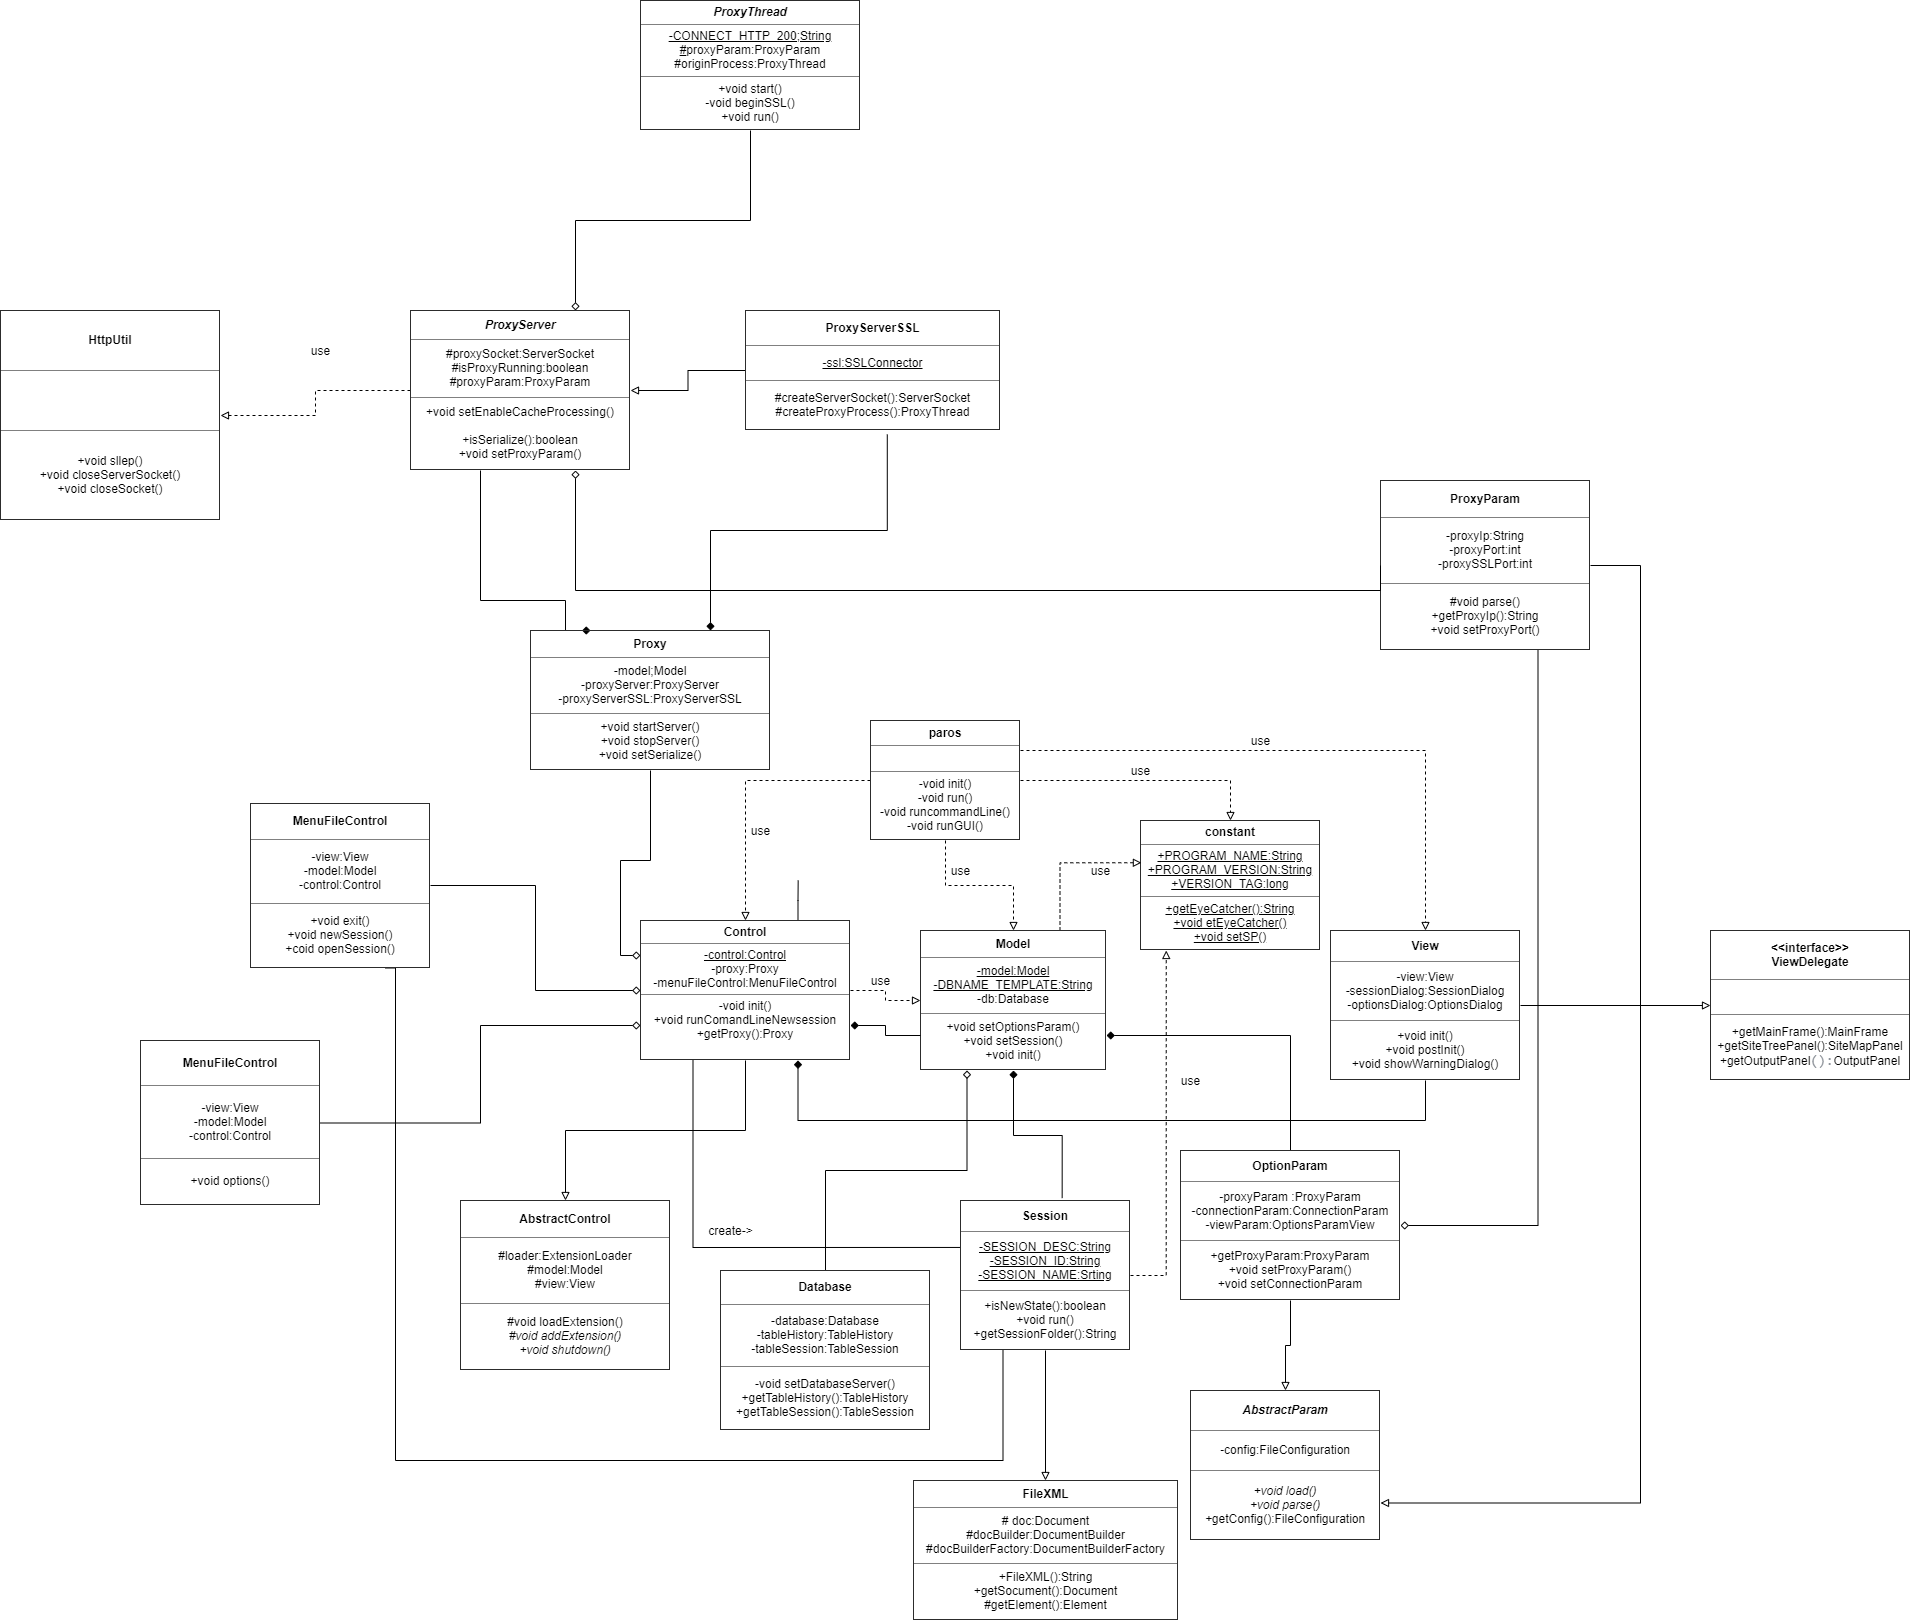 ProxyThread
-CONNECT_HTTP_200;String
#proxyParam:ProxyParam
#originProcess:ProxyThread
+void start()
-void beginSSL()
+void run()
HttpUtil
+void sllep()
+void closeServerSocket()
+void closeSocket()
use
ProxyServer
#proxySocket:ServerSocket
#isProxyRunning:boolean
#proxyParam:ProxyParam
+void setEnableCacheProcessing()
+isSerialize():boolean
+void setProxyParam()
ProxyServerSSL
-ssl:SSLConnector
#createServerSocket():ServerSocket
#createProxyProcess():ProxyThread
ProxyParam
-proxyIp:String
-proxyPort:int
-proxySSLPort:int
#void parse()
+getProxyIp():String
+void setProxyPort()
Proxy
-model;Model
-proxyServer:ProxyServer
-proxyServerSSL:ProxyServerSSL
+void startServer()
+void stopServer()
+void setSerialize()
paros
-void init()
-void run()
-void runcommandLine()
-void runGUI()
use
use
use
use
use
MenuFileControl
-view:View
-model:Model
-control:Control
+void exit()
+void newSession()
+coid openSession()
constant
+PROGRAM_NAME:String
+PROGRAM_VERSION:String
+VERSION_TAG:long
+getEyeCatcher():String
+void etEyeCatcher()
+void setSP()
Control
-control:Control
-proxy:Proxy
-menuFileControl:MenuFileControl
-void init()
+void runComandLineNewsession
+getProxy():Proxy
use
Model
-model:Model
-DBNAME_TEMPLATE:String
-db:Database
+void setOptionsParam()
+void setSession()
+void init()
View
-view:View
-sessionDialog:SessionDialog
-optionsDialog:OptionsDialog
+void init()
+void postInit()
+void showWarningDialog()
<<interface>>
ViewDelegate
+getMainFrame():MainFrame
+getSiteTreePanel():SiteMapPanel
+getOutputPanel()：OutputPanel
MenuFileControl
-view:View
-model:Model
-control:Control
+void options()
use
AbstractControl
#loader:ExtensionLoader
#model:Model
#view:View
#void loadExtension()
#void addExtension()
+void shutdown()
create->
Database
-database:Database
-tableHistory:TableHistory
-tableSession:TableSession
-void setDatabaseServer()
+getTableHistory():TableHistory
+getTableSession():TableSession
Session
-SESSION_DESC:String
-SESSION_ID:String
-SESSION_NAME:Srting
+isNewState():boolean
+void run()
+getSessionFolder():String
OptionParam
-proxyParam :ProxyParam
-connectionParam:ConnectionParam
-viewParam:OptionsParamView
+getProxyParam:ProxyParam
+void setProxyParam()
+void setConnectionParam
AbstractParam
-config:FileConfiguration
+void load()
+void parse()
+getConfig():FileConfiguration
FileXML
# doc:Document
#docBuilder:DocumentBuilder
#docBuilderFactory:DocumentBuilderFactory
+FileXML():String
+getSocument():Document
#getElement():Element